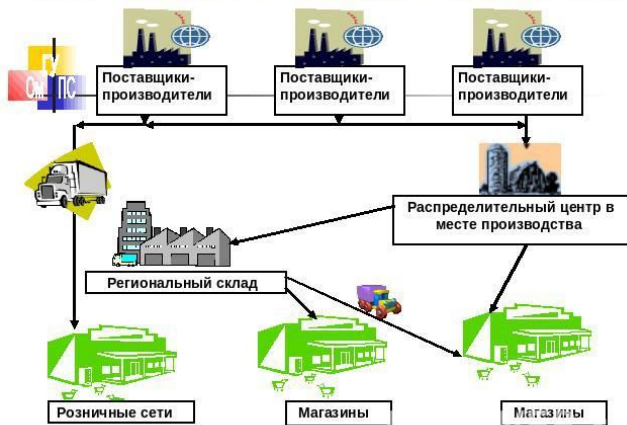 ГУ
Ом ПС
Поставщики-
производители
Поставщики-
производители
Поставщики-
производители
Распределительный центр в
месте производства
Региональный склад
Розничные сети
Магазины
Магазины